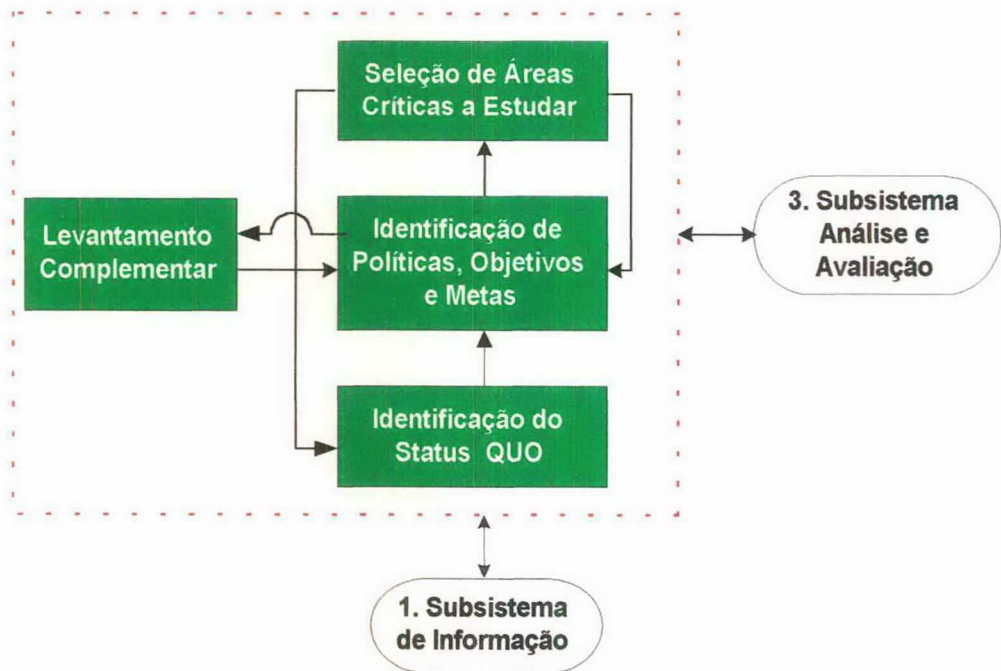 Seleção de Áreas
Críticas a Estudar
Levantamento
Complementar
Identificação de
Políticas, Objetivos
e Metas
3. Subsistema
Análise e
Avaliação
Identificação do
Status QUO
1. Subsistema
de Informação